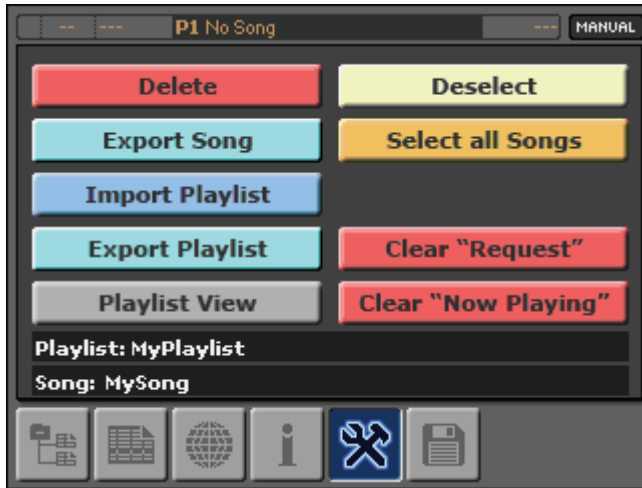 -- --- P1 No Song --- MANUAL
Delete Deselect
Export Song Select all Songs
Import Playlist
Export Playlist Clear “Request”
Playlist View Clear “Now Playing”
Playlist: MyPlaylist
Song: MySong